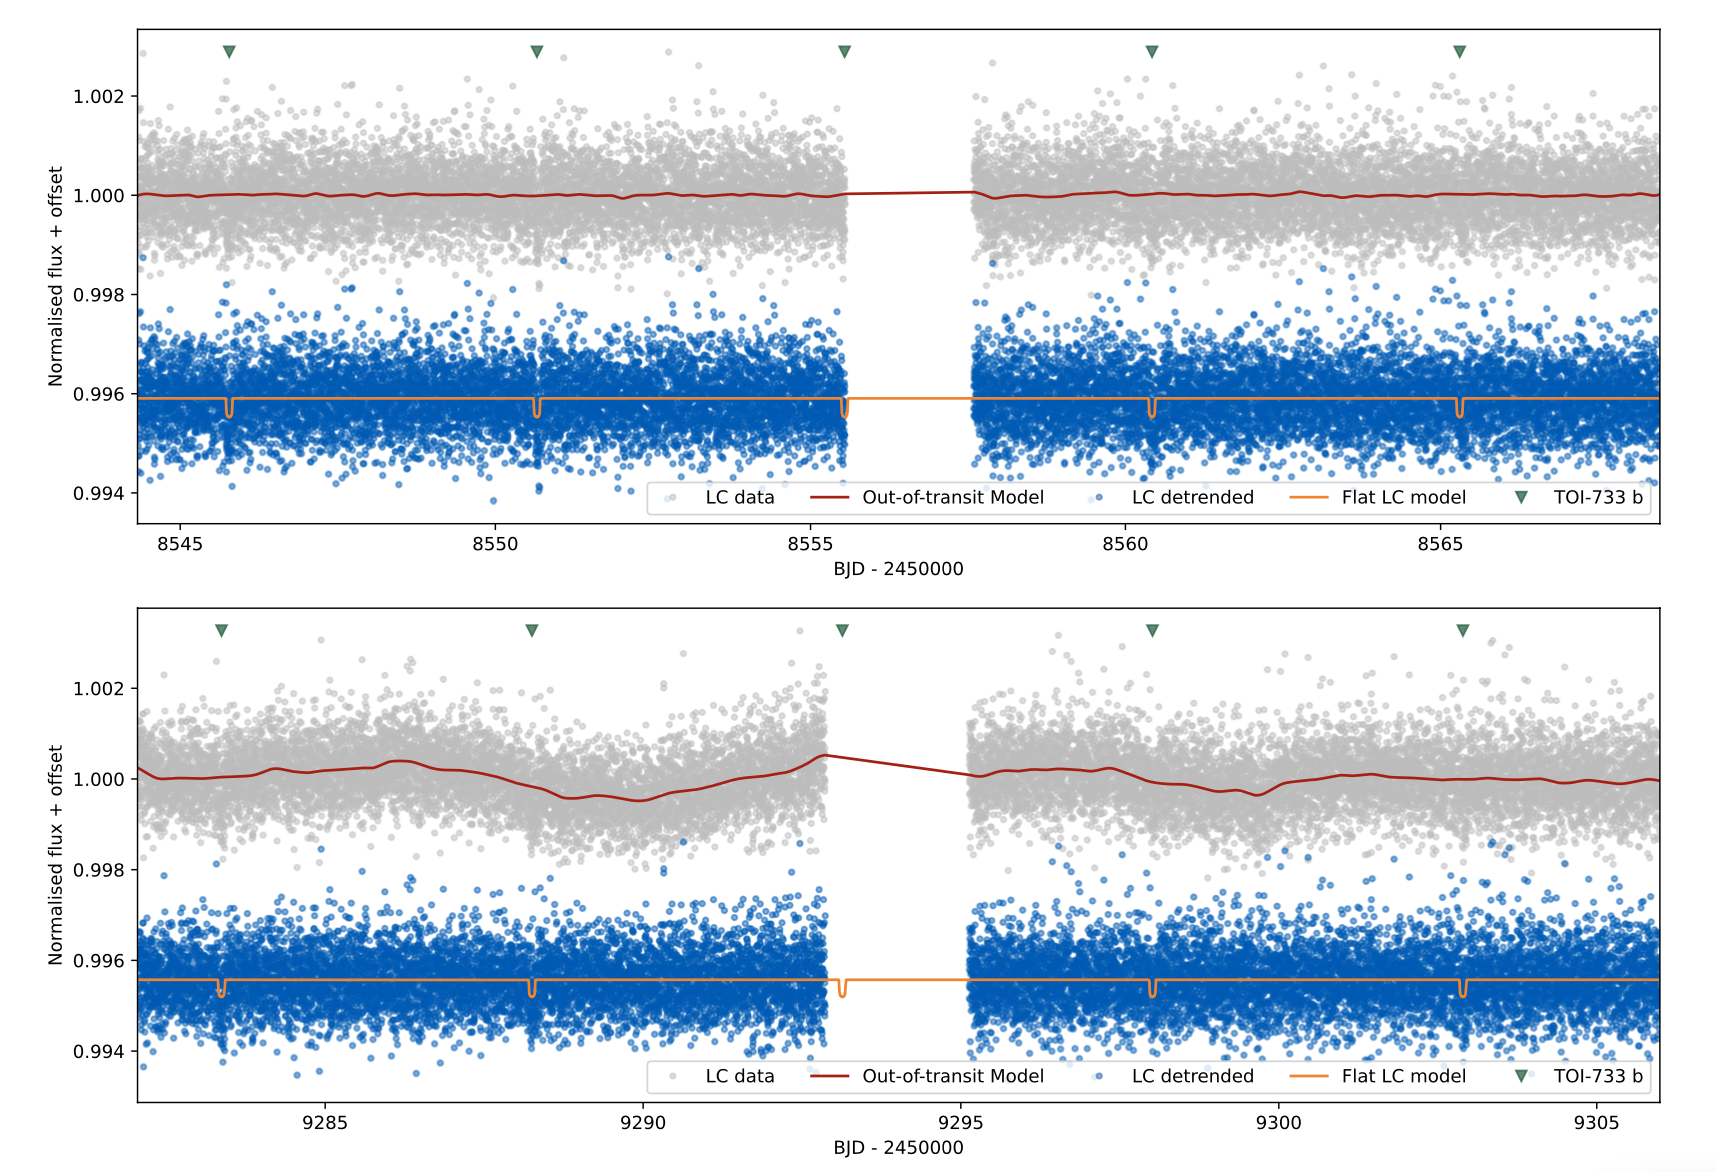 1.002
1.000
0.998
0.996
0.994
Normalised flux + offset
LC data Out-of-transit Model LC detrended Flat LC model TOI-733 b
8545 8550 8555 8560 8565
BJD - 2450000
1.002
1.000
0.998
0.996
0.994
Normalised flux + offset
LC data Out-of-transit Model LC detrended Flat LC model TOI-733 b
9285 9290 9295 9300 9305
BJD - 2450000